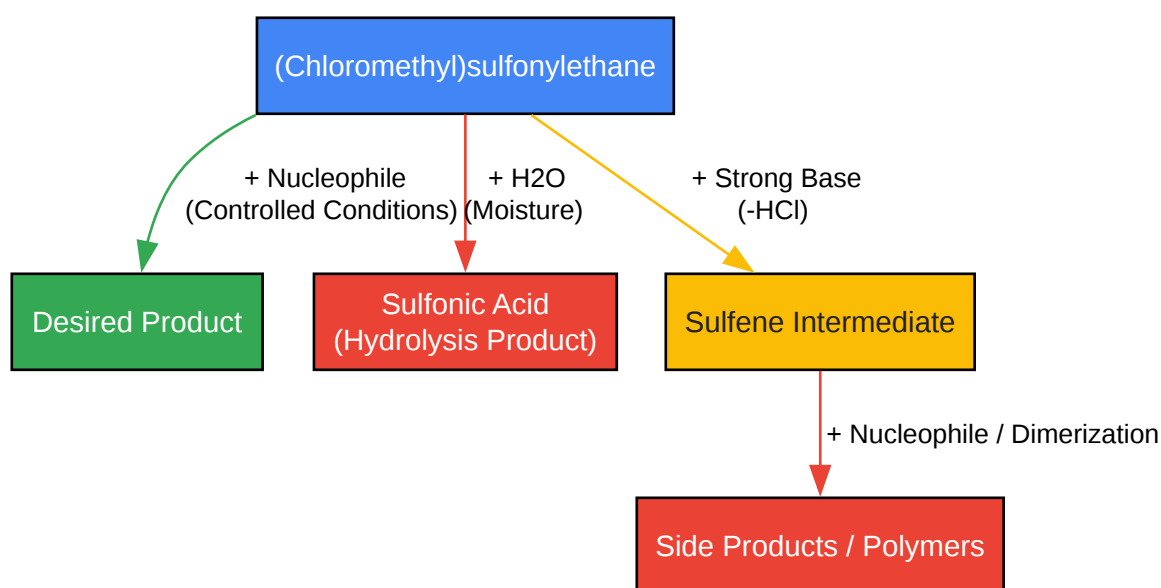 (Chloromethyl)sulfonylethane
+ Nucleophile
(Controlled Conditions)
+ H2O
(Moisture)
+ Strong Base
(-HCl)
Desired Product
Sulfonic Acid
(Hydrolysis Product)
Sulfene Intermediate
+ Nucleophile / Dimerization
Side Products / Polymers